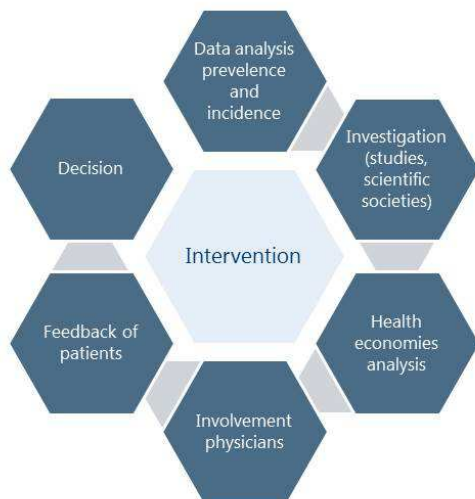 Data analysis
prevelence
and
incidence
Investigation
(studies,
scientific
societies)
Health
economies
analysis
Involvement
physicians
Feedback of
patients
Decision
Intervention